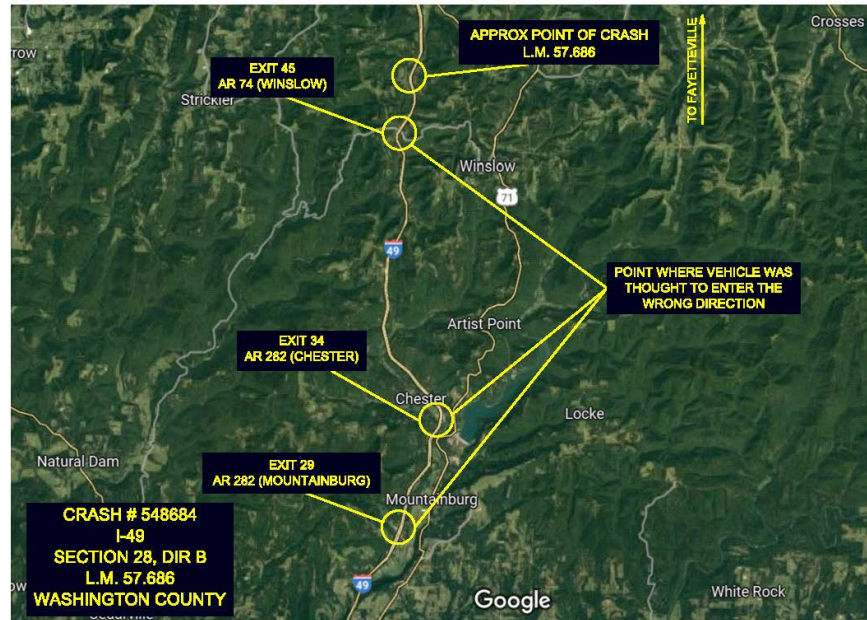 Crosses
APPROX POINT OF CRASH
L.M. 57.686
TO FAYETTEVILLE
row
EXIT 45
AR 74 (WINSLOW)
Strickler
Winslow
71
49
POINT WHERE VEHICLE WAS
THOUGHT TO ENTER THE
WRONG DIRECTION
Artist Point
EXIT 34
AR 282 (CHESTER)
Chester
Locke
Natural Dam
EXIT 29
AR 282 (MOUNTAINBURG)
Mountainburg
CRASH # 548684
I-49
SECTION 28, DIR B
L.M. 57.686
WASHINGTON COUNTY
49
White Rock
Google
ow